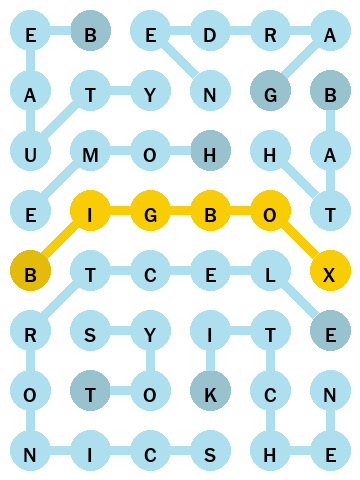 E B E D R A
A T Y N G B
U M O H H A
E I G B O T
B T C E L X
R S Y I T E
O T O K C N
N I C S H E